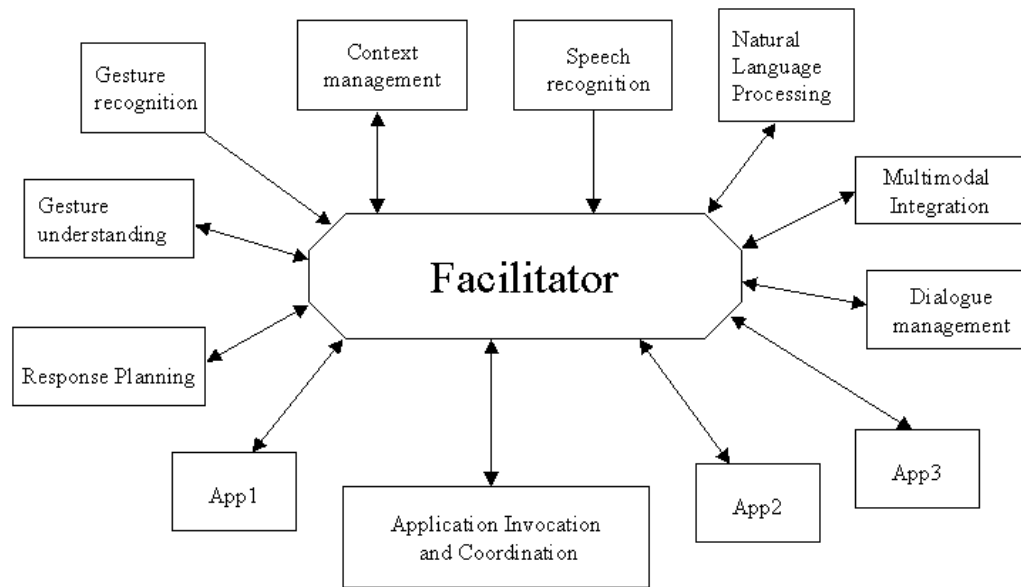 Gesture
recognition
Context
management
Speech
recognition
Natural
Language
Processing
Gesture
understanding
Facilitator
Multimodal
Integration
Dialogue
management
Response Planning
App1
Application Invocation
and Coordination
App2
App3